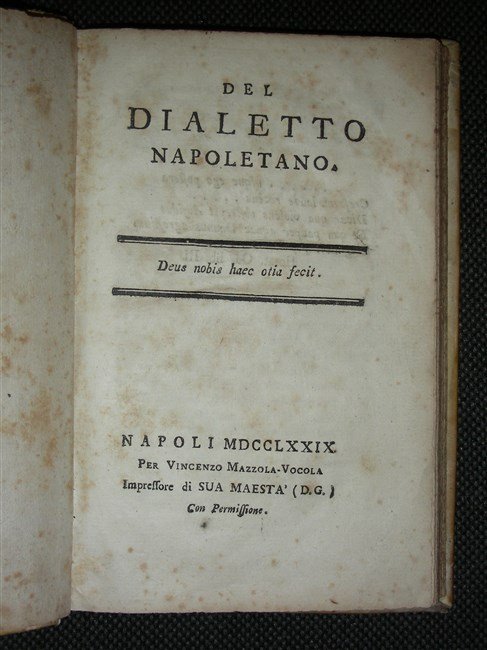 DEL
DIALETTO
NAPOLETANO.
Deus nobis haec otia fecit.
NAPOLI MDCCLXXIX.
PER VINCENZO MAZZOLA-VOCOLA
Impreſſore di SUA MAESTA' (D.G.)
Con Permiſſione.